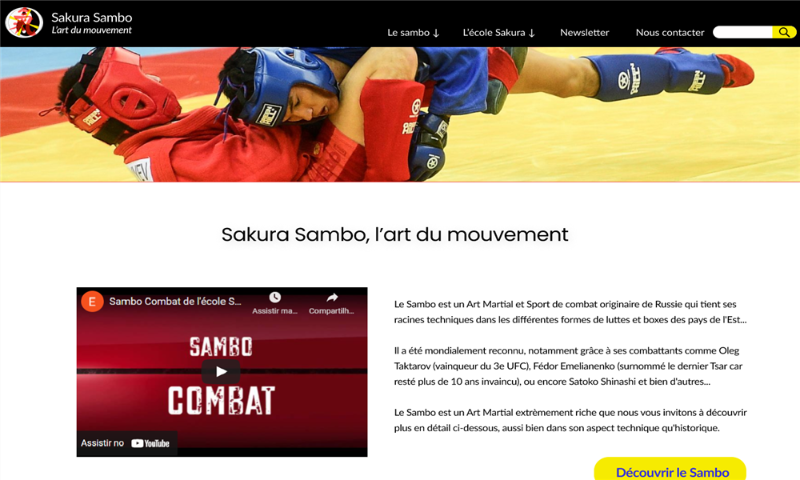 Sakura Sambo
L'art du mouvement
Le sambo ↓ L'école Sakura ↓ Newsletter Nous contacter
Sakura Sambo, l'art du mouvement
E Sambo Combat de l'école S...
Assistir ma... Compartilh...
SAMBO
COMBAT
Assistir no YouTube
Le Sambo est un Art Martial et Sport de combat originaire de Russie qui tient ses
racines techniques dans les différentes formes de luttes et boxes des pays de l'Est...
Il a été mondialement reconnu, notamment grâce à ses combattants comme Oleg
Taktarov (vainqueur du 3e UFC), Fédor Emelianenko (surnommé le dernier Tsar car
resté plus de 10 ans invaincu), ou encore Satoko Shinashi et bien d'autres...
Le Sambo est un Art Martial extrèmement riche que nous vous invitons à découvrir
plus en détail ci-dessous, aussi bien dans son aspect technique qu'historique.
Découvrir le Sambo